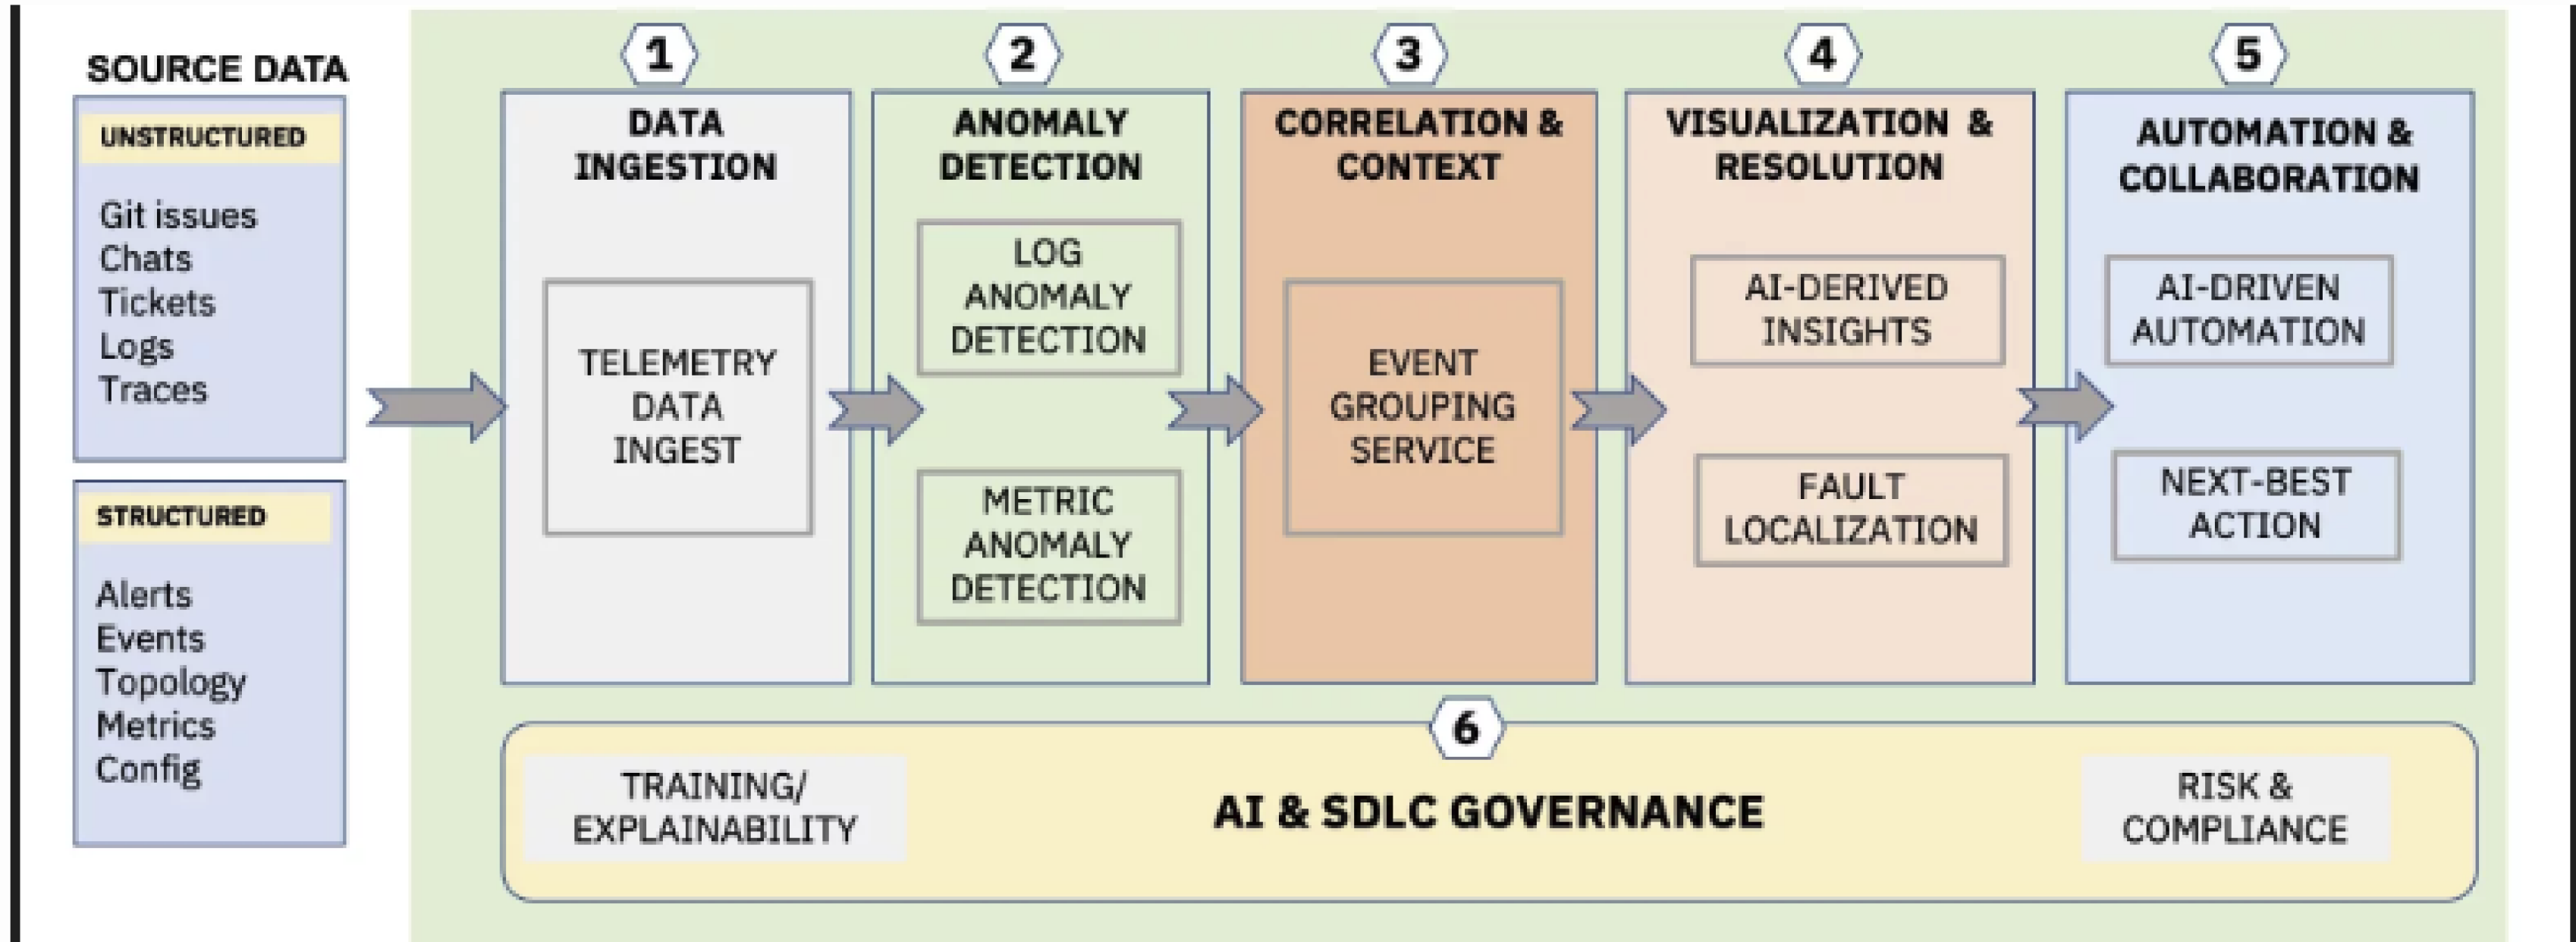 SOURCE DATA
UNSTRUCTURED
Git issues
Chats
Tickets
Logs
Traces
STRUCTURED
Alerts
Events
Topology
Metrics
Config
1
DATA
INGESTION
TELEMETRY
DATA
INGEST
2
ANOMALY
DETECTION
LOG
ANOMALY
DETECTION
METRIC
ANOMALY
DETECTION
3
CORRELATION &
CONTEXT
EVENT
GROUPING
SERVICE
4
VISUALIZATION &
RESOLUTION
AI-DERIVED
INSIGHTS
FAULT
LOCALIZATION
5
AUTOMATION &
COLLABORATION
AI-DRIVEN
AUTOMATION
NEXT-BEST
ACTION
6
TRAINING/
EXPLAINABILITY
AI & SDLC GOVERNANCE
RISK &
COMPLIANCE